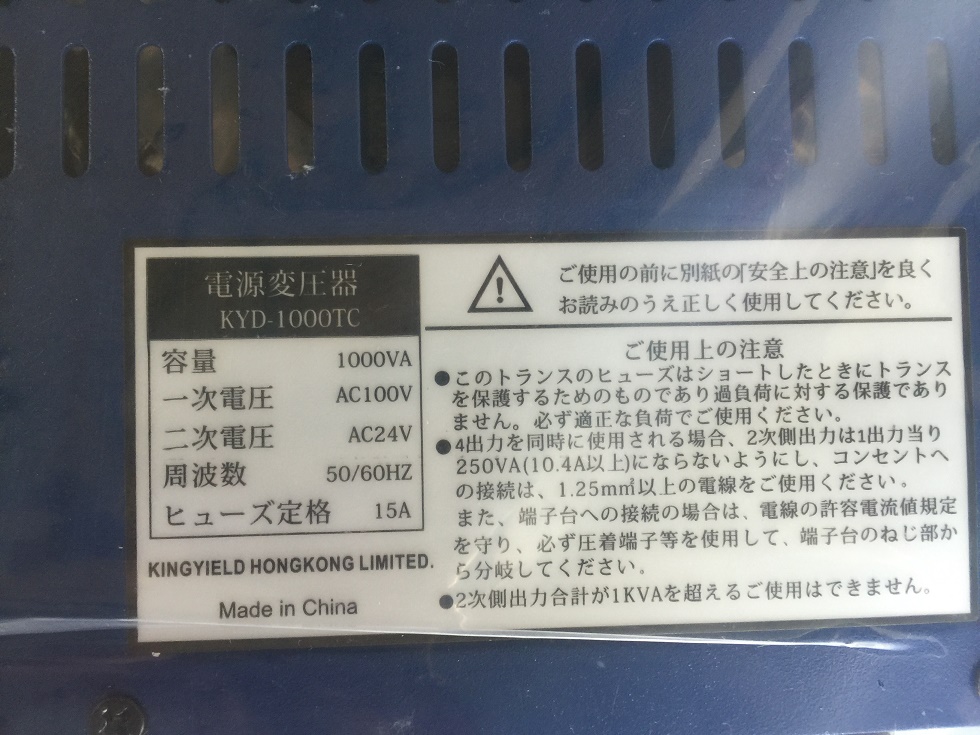 電源変圧器
KYD-1000TC
容量 1000VA
一次電圧 AC100V
二次電圧 AC24V
周波数 50/60HZ
ヒューズ定格 15A
KINGYIELD HONGKONG LIMITED.
Made in China
ご使用の前に別紙の「安全上の注意」を良く
お読みのうえ正しく使用してください。
ご使用上の注意
●このトランスのヒューズはショートしたときにトランス
を保護するためのものであり過負荷に対する保護であり
ません。必ず適正な負荷でご使用ください。
●4出力を同時に使用される場合、2次側出力は1出力当り
250VA(10.4A以上)にならないようにし、コンセントへ
の接続は、1.25m㎡以上の電線をご使用ください。
また、端子台への接続の場合は、電線の許容電流値規定
を守り、必ず圧着端子等を使用して、端子台のねじ部か
ら分岐してください。
●2次側出力合計が1KVAを超えるご使用はできません。